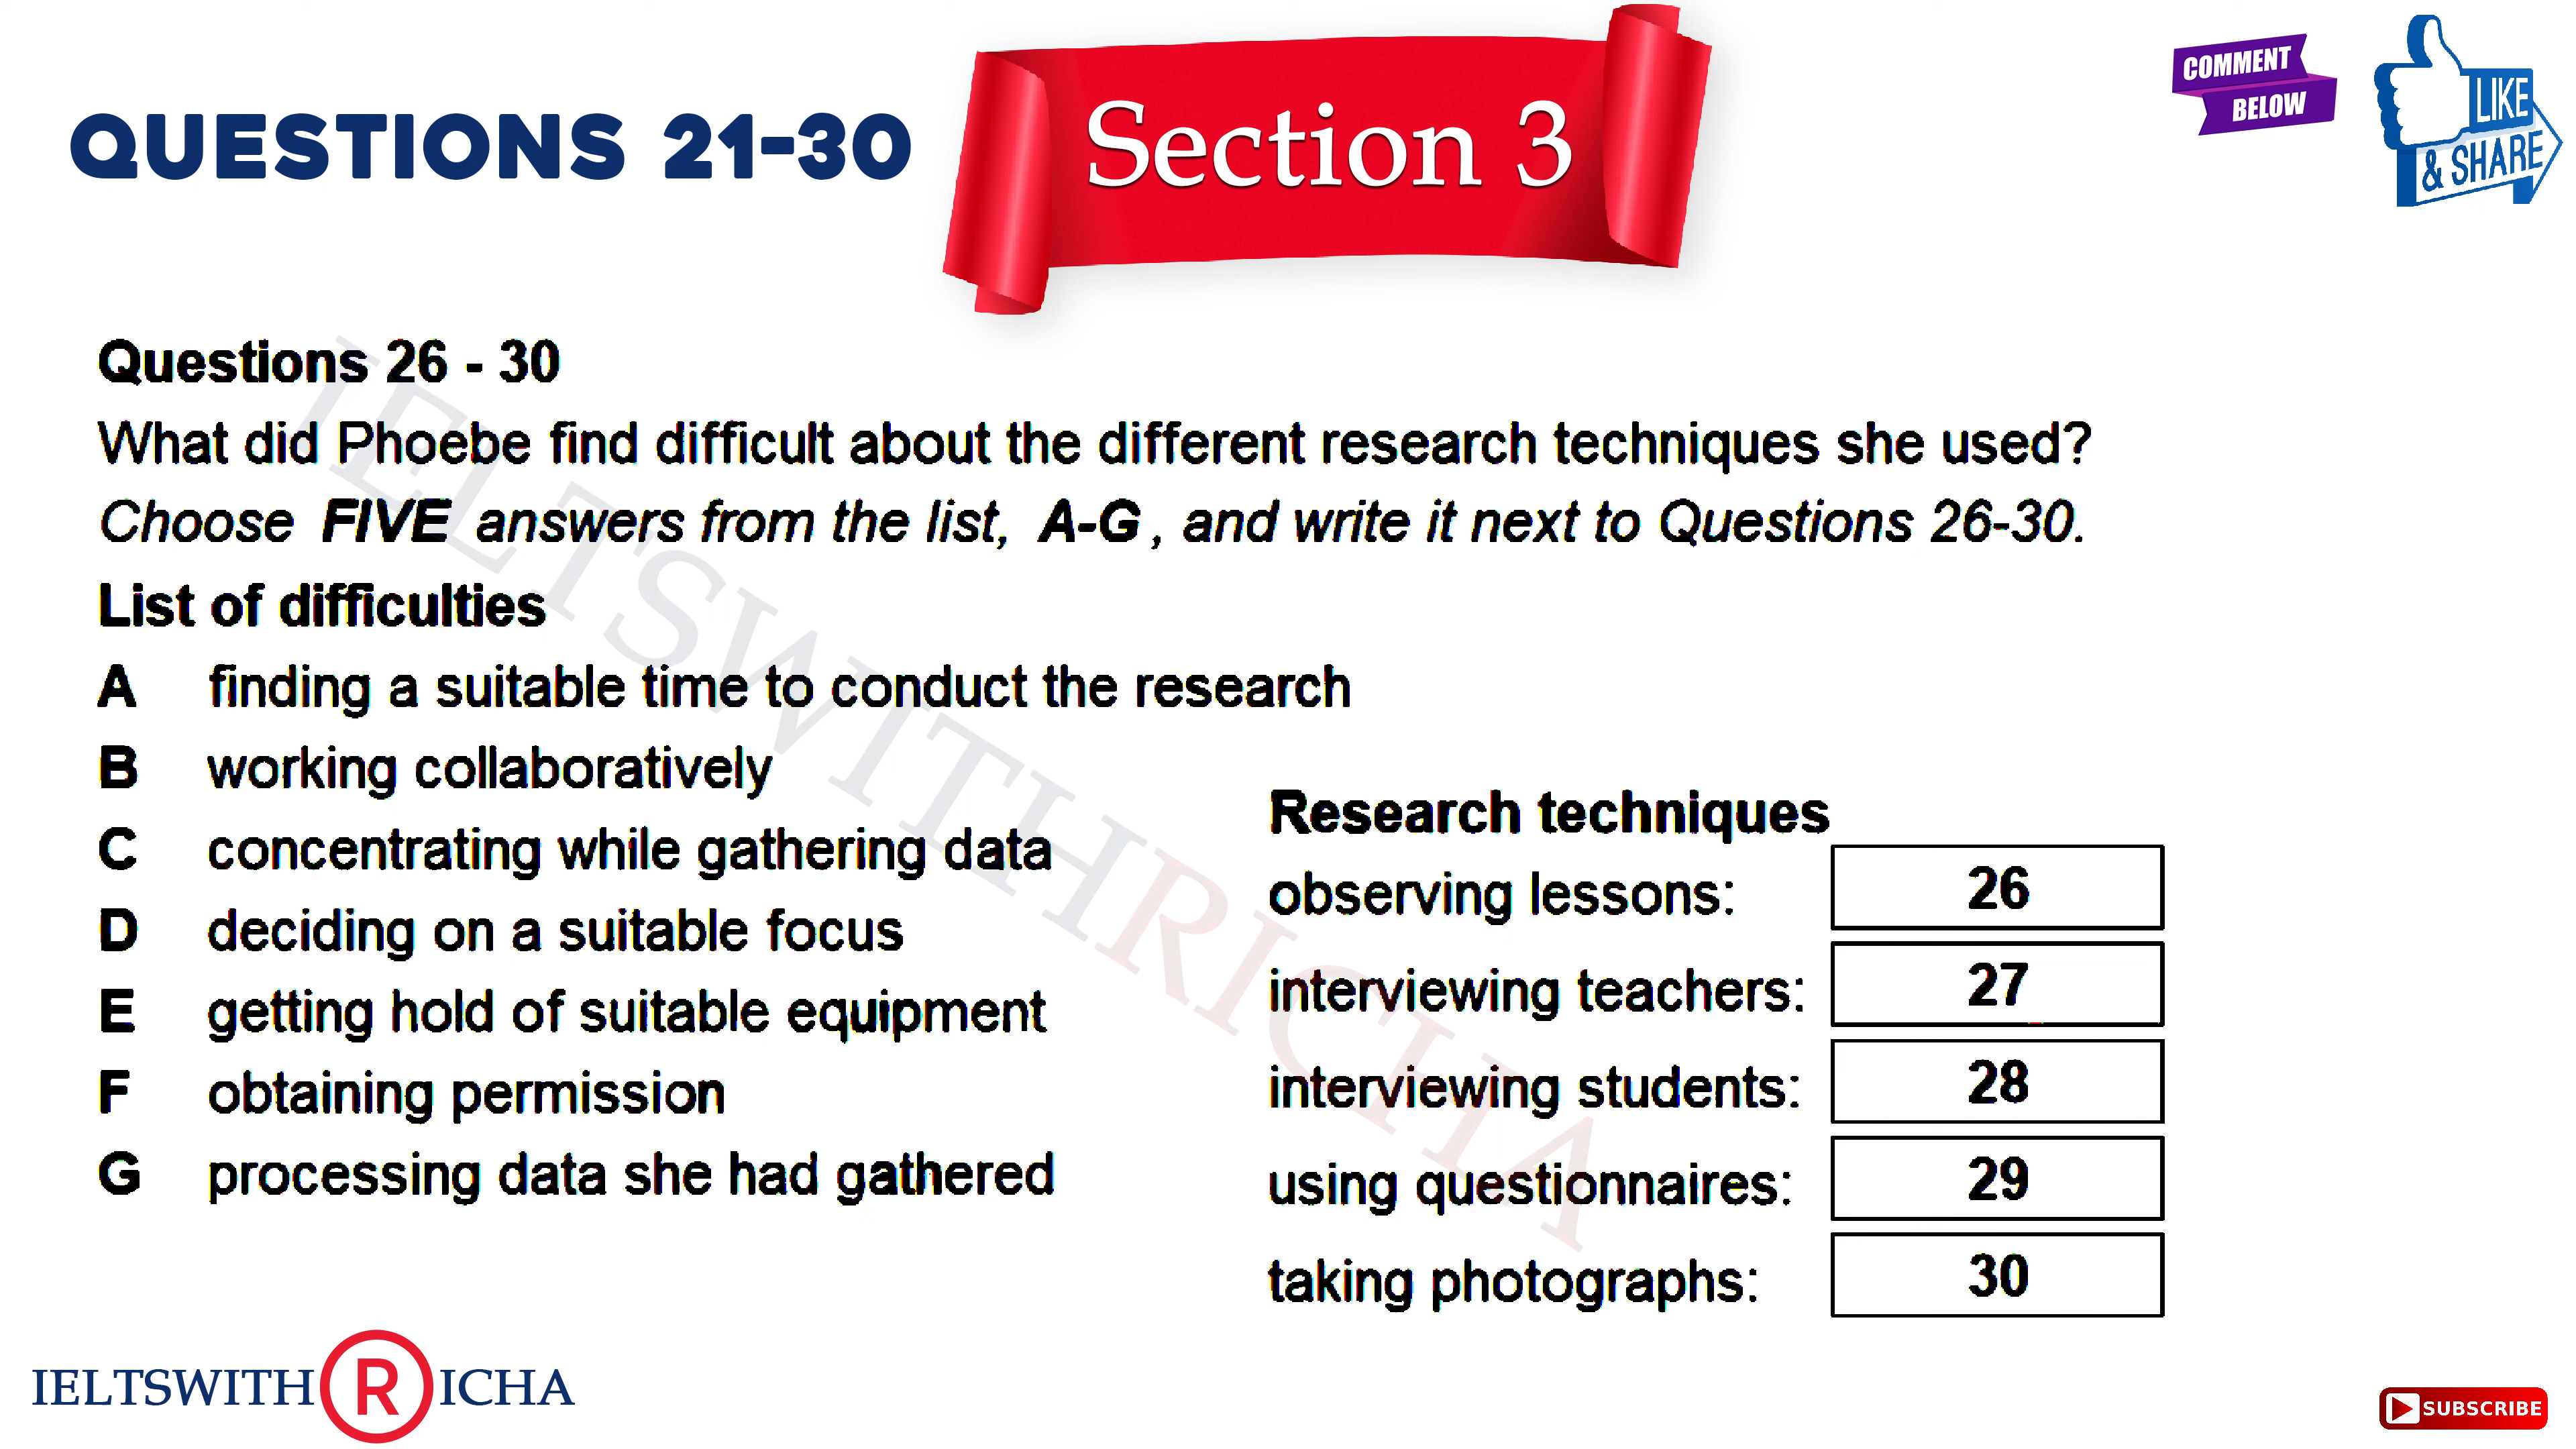 QUESTIONS 21-30
Section 3
COMMENT
BELOW
LIKE
& SHARE
Questions 26 - 30
What did Phoebe find difficult about the different research techniques she used?
Choose FIVE answers from the list, A-G, and write it next to Questions 26-30.
List of difficulties
A finding a suitable time to conduct the research
B working collaboratively
C concentrating while gathering data
D deciding on a suitable focus
E getting hold of suitable equipment
F obtaining permission
G processing data she had gathered
Research techniques
observing lessons: 26
interviewing teachers: 27
interviewing students: 28
using questionnaires: 29
taking photographs: 30
IELTSWITHRICHA
IELTSWITHRICHA
SUBSCRIBE